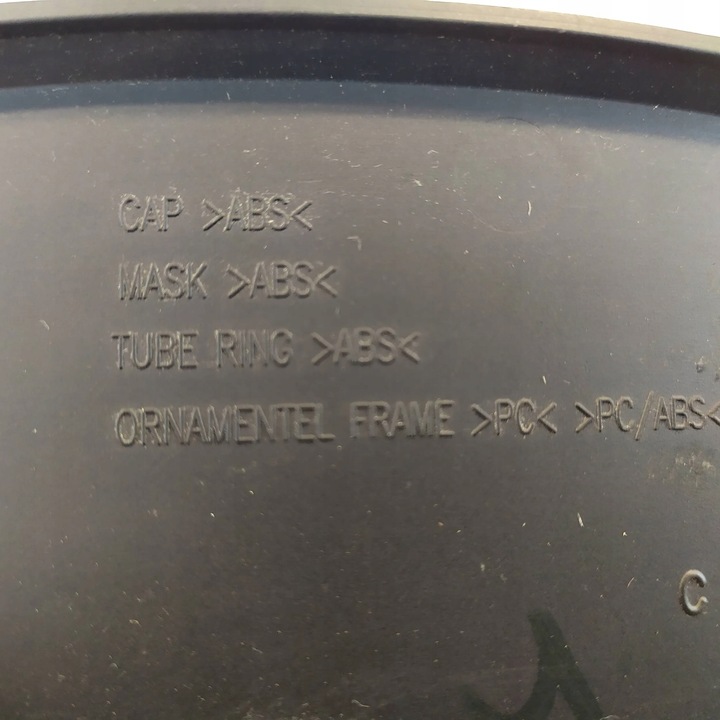 CAP >ABS<
MASK >ABS<
TUBE RING >ABS<
ORNAMENTEL FRAME >PC< >PC/ABS<
C